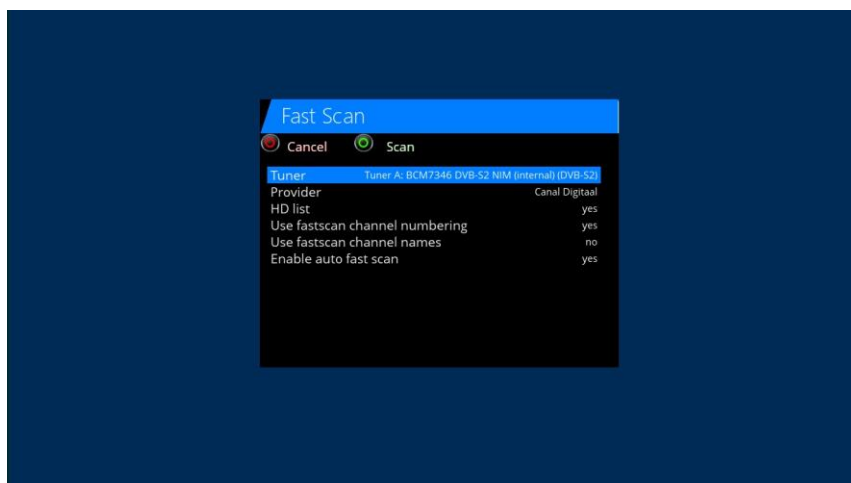 Fast Scan
Cancel Scan
Tuner Tuner A: BCM7346 DVB-S2 NIM (internal) (DVB-S2)
Provider Canal Digitaal
HD list yes
Use fastscan channel numbering yes
Use fastscan channel names no
Enable auto fast scan yes